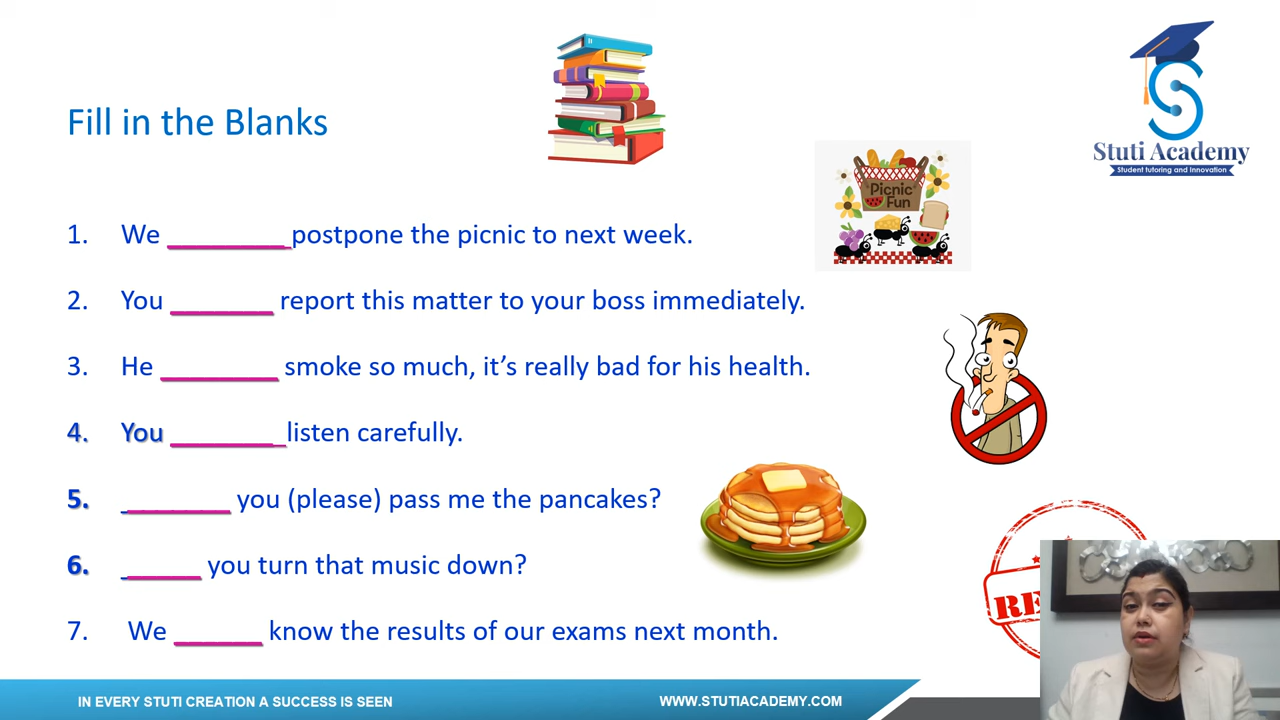 Fill in the Blanks
Stuti Academy
Student tutoring and Innovation
Picnic
Fun
1. We ________ postpone the picnic to next week.
2. You _______ report this matter to your boss immediately.
3. He ________ smoke so much, it's really bad for his health.
4. You ________ listen carefully.
5. ________ you (please) pass me the pancakes?
6. ______ you turn that music down?
7. We ______ know the results of our exams next month.
IN EVERY STUTI CREATION A SUCCESS IS SEEN
WWW.STUTIACADEMY.COM